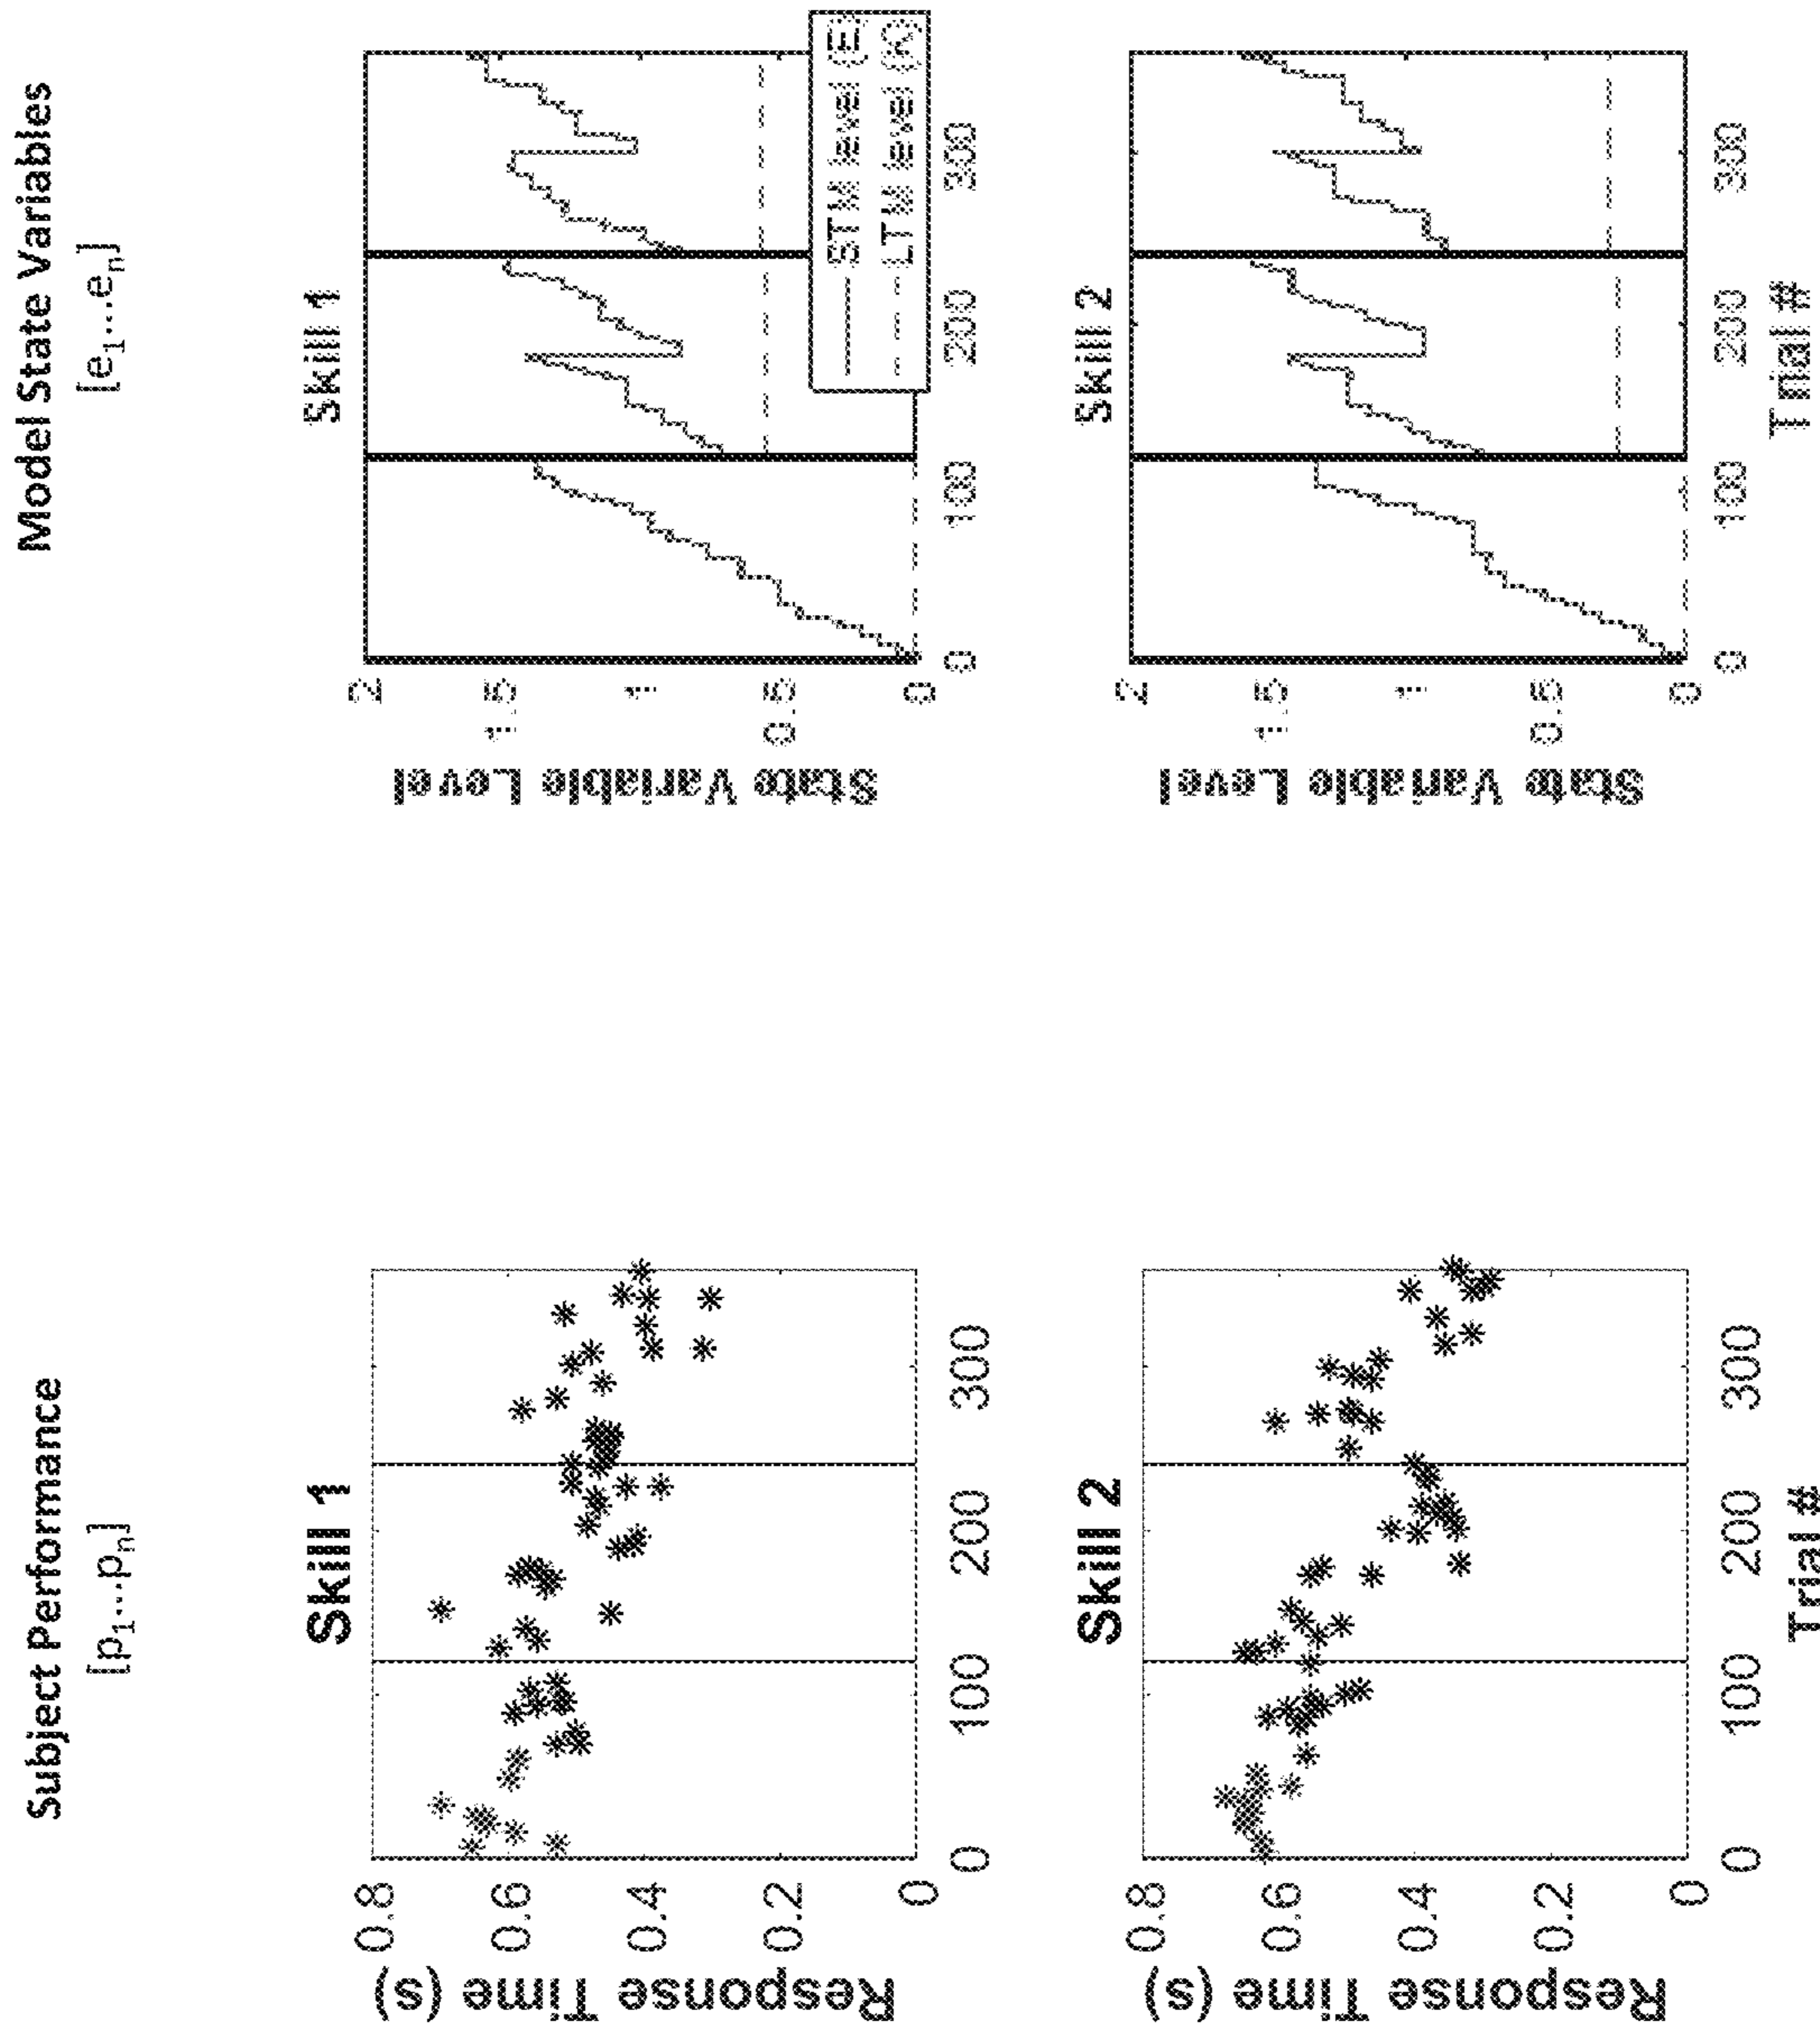 Subject Performance
[p1...pn]
Skill 1
Response Time (s)
0.8
0.6
0.4
0.2
0
0 100 200 300
Skill 2
Response Time (s)
0.8
0.6
0.4
0.2
0
0 100 200 300
Trial #
Model State Variables
[e1...en]
Skill 1
State Variable Level
2
1.5
1
0.5
0
0 100 200 300
STM level (E)
LTM level (K)
Skill 2
State Variable Level
2
1.5
1
0.5
0
0 100 200 300
Trial #